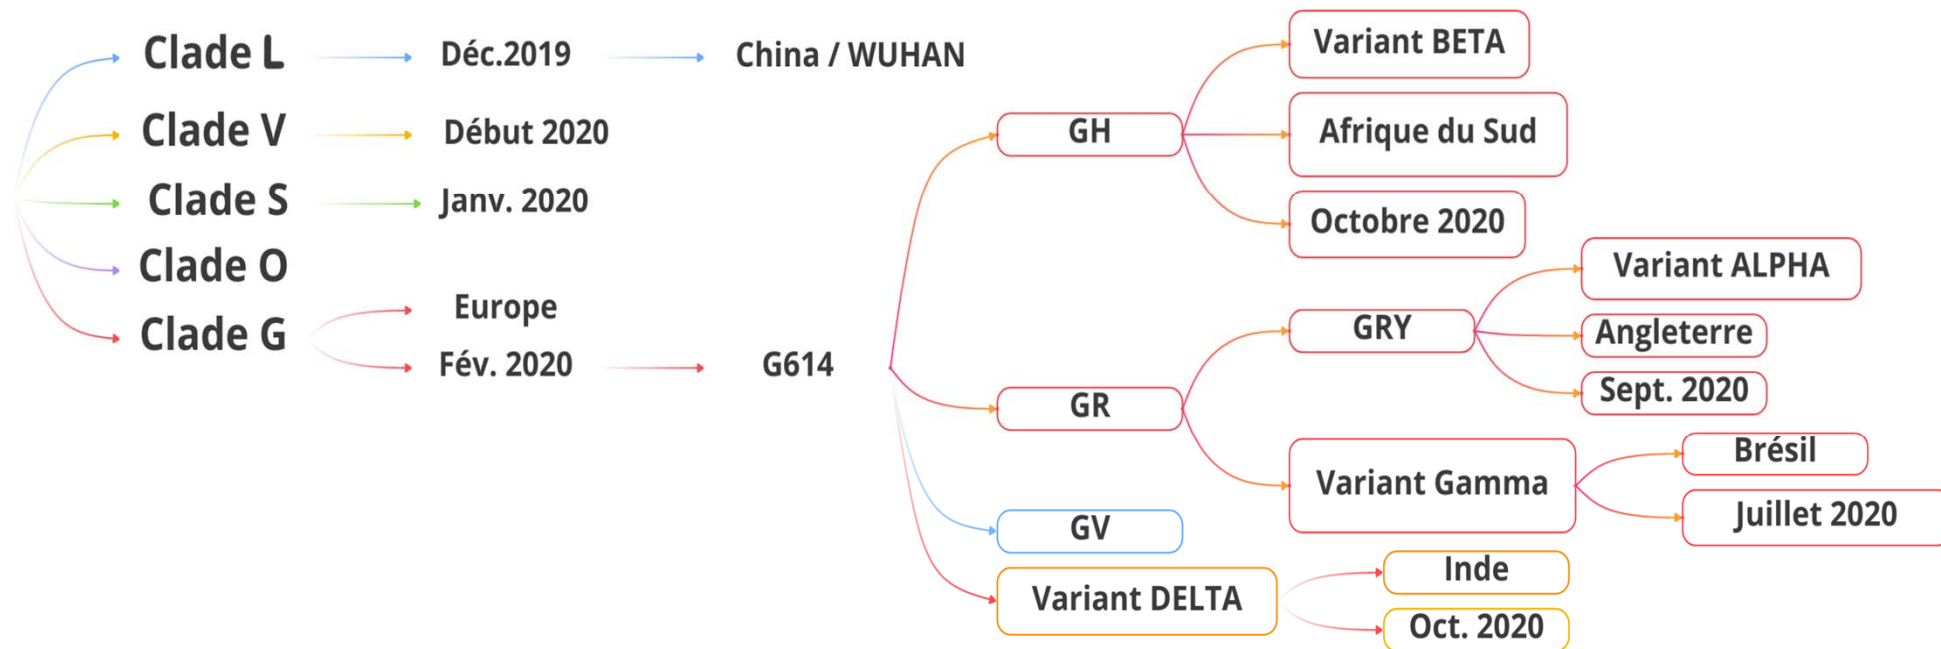 Clade L
Déc.2019
China / WUHAN
Clade V
Début 2020
Clade S
Janv. 2020
Clade O
Clade G
Europe
Fév. 2020
G614
GH
Variant BETA
Afrique du Sud
Octobre 2020
GR
GRY
Variant ALPHA
Angleterre
Sept. 2020
Variant Gamma
Brésil
Juillet 2020
GV
Variant DELTA
Inde
Oct. 2020